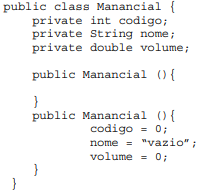 public class Manancial {
private int codigo;
private String nome;
private double volume;
public Manancial (){
}
public Manancial (){
codigo = 0;
nome = “vazio”;
volume = 0;
}
}